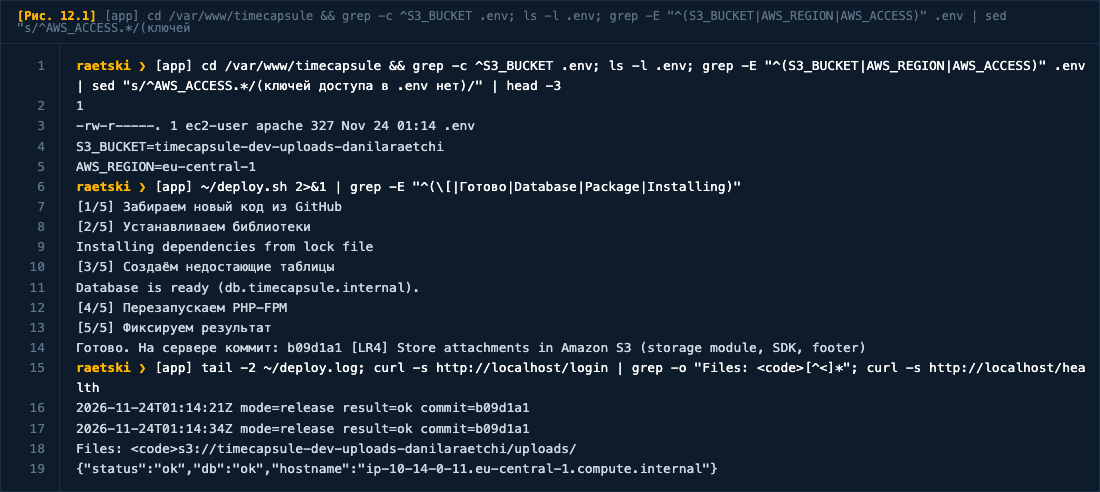 [Рис. 12.1] [app] cd /var/www/timecapsule && grep -c ^S3_BUCKET .env; ls -l .env; grep -E "^(S3_BUCKET|AWS_REGION|AWS_ACCESS)" .env | sed
"s/^AWS_ACCESS.*/(ключей
1 raetski ❯ [app] cd /var/www/timecapsule && grep -c ^S3_BUCKET .env; ls -l .env; grep -E "^(S3_BUCKET|AWS_REGION|AWS_ACCESS)" .env
| sed "s/^AWS_ACCESS.*/(ключей доступа в .env нет)/" | head -3
2 1
3 -rw-r-----. 1 ec2-user apache 327 Nov 24 01:14 .env
4 S3_BUCKET=timecapsule-dev-uploads-danilaraetchi
5 AWS_REGION=eu-central-1
6 raetski ❯ [app] ~/deploy.sh 2>&1 | grep -E "^(\[|Готово|Database|Package|Installing)"
7 [1/5] Забираем новый код из GitHub
8 [2/5] Устанавливаем библиотеки
9 Installing dependencies from lock file
10 [3/5] Создаём недостающие таблицы
11 Database is ready (db.timecapsule.internal).
12 [4/5] Перезапускаем PHP-FPM
13 [5/5] Фиксируем результат
14 Готово. На сервере коммит: b09d1a1 [LR4] Store attachments in Amazon S3 (storage module, SDK, footer)
15 raetski ❯ [app] tail -2 ~/deploy.log; curl -s http://localhost/login | grep -o "Files: <code>[^<]*"; curl -s http://localhost/hea
lth
16 2026-11-24T01:14:21Z mode=release result=ok commit=b09d1a1
17 2026-11-24T01:14:34Z mode=release result=ok commit=b09d1a1
18 Files: <code>s3://timecapsule-dev-uploads-danilaraetchi/uploads/
19 {"status":"ok","db":"ok","hostname":"ip-10-14-0-11.eu-central-1.compute.internal"}